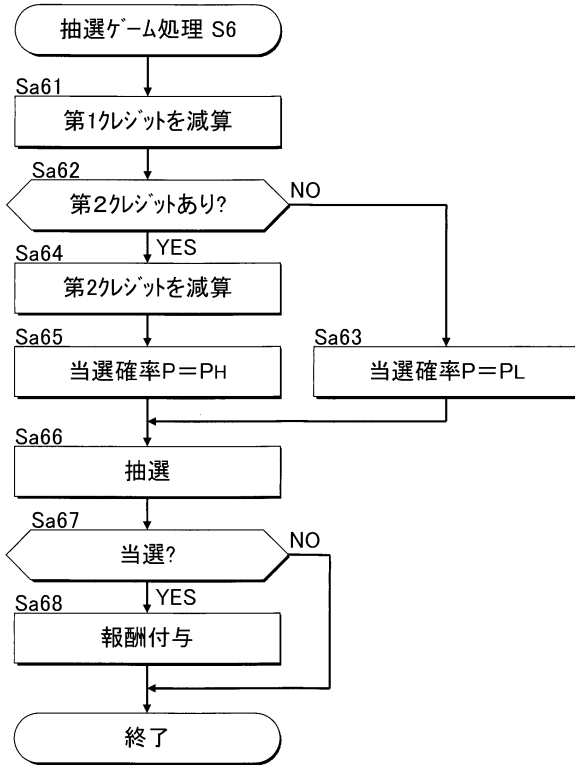 抽選ゲーム処理 S6
Sa61
第1クレジットを減算
Sa62
第2クレジットあり?
NO
YES
Sa64
第2クレジットを減算
Sa65
当選確率P=PH
Sa63
当選確率P=PL
Sa66
抽選
Sa67
当選?
NO
YES
Sa68
報酬付与
終了